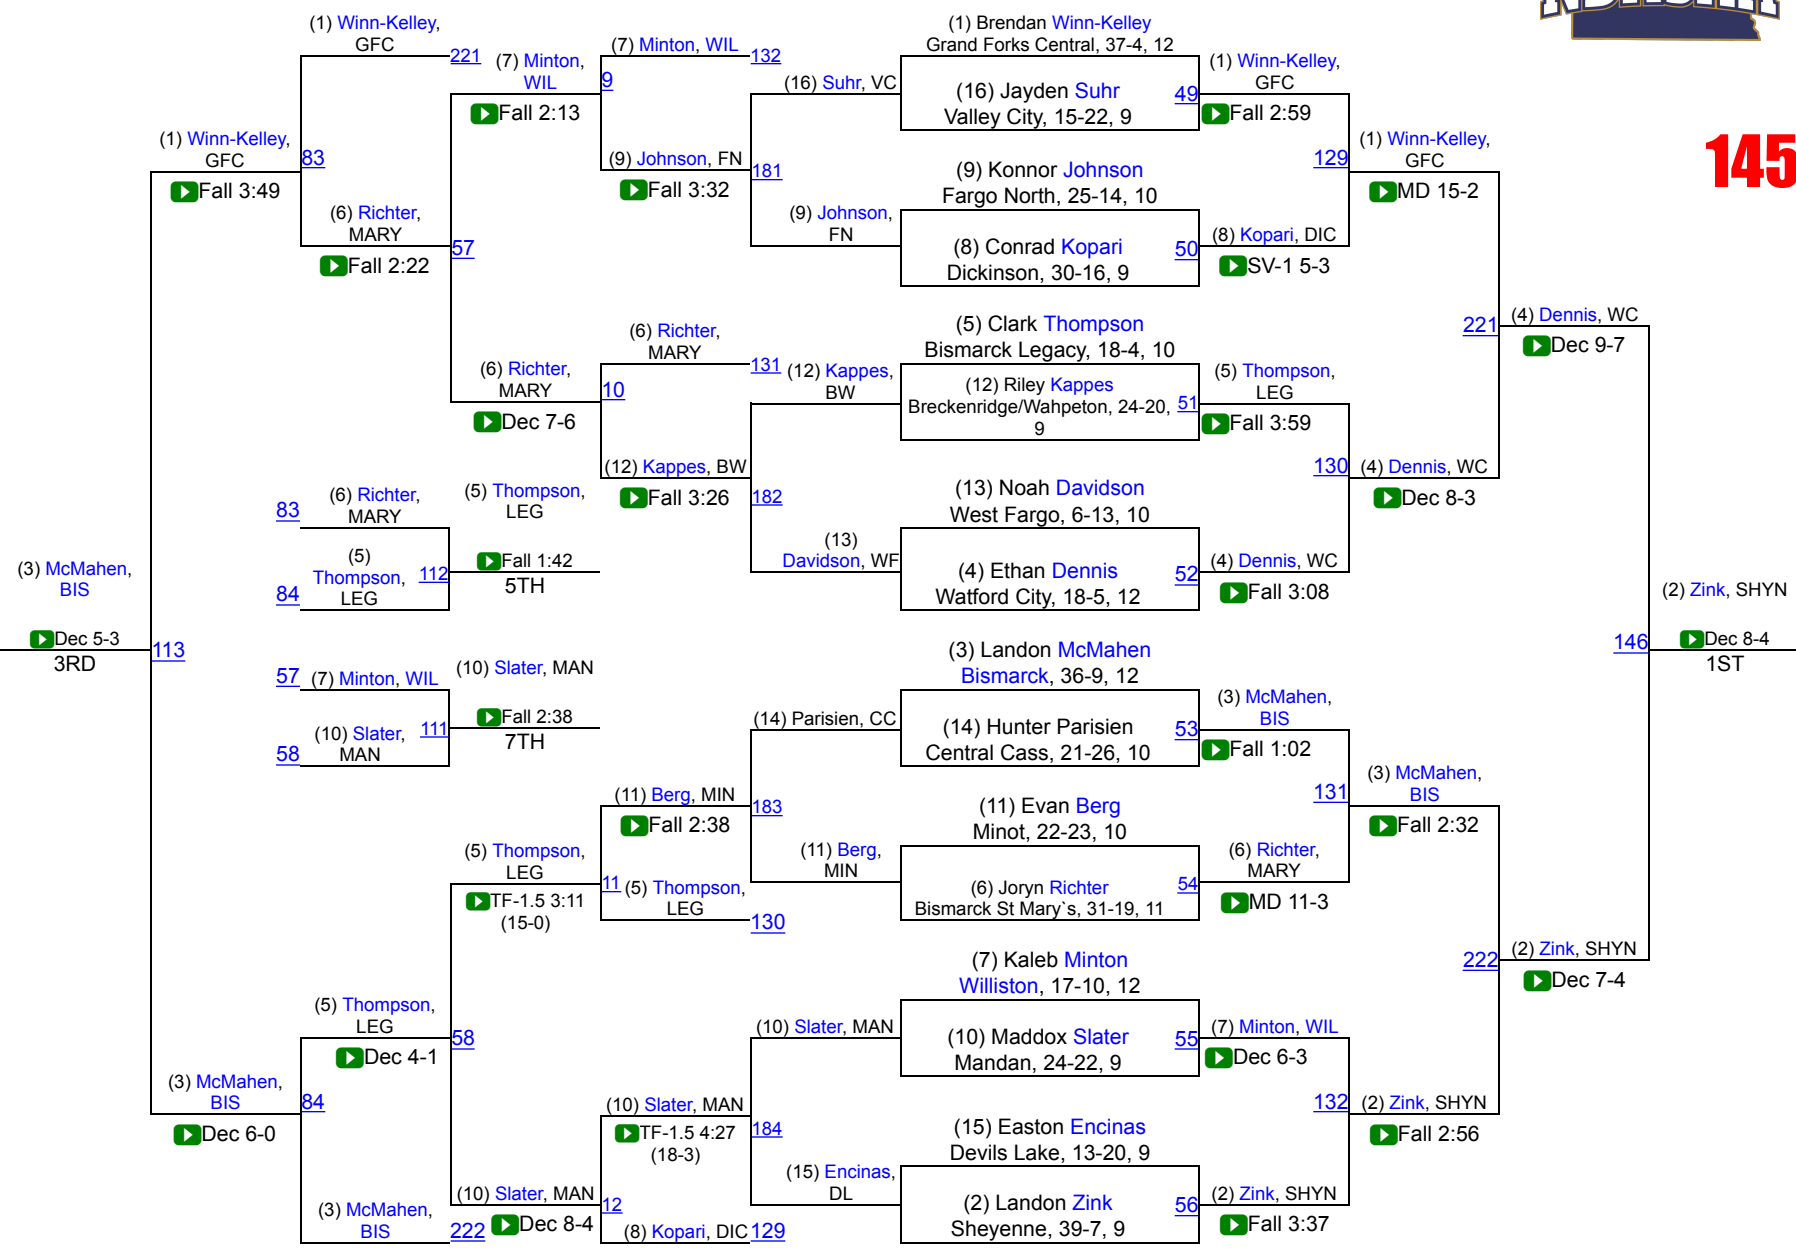 (1) Winn-Kelley,
GFC
221
(7) Minton,
WIL
Fall 2:13
(7) Minton, WIL
132
9
(16) Suhr, VC
(1) Brendan Winn-Kelley
Grand Forks Central, 37-4, 12
(16) Jayden Suhr
Valley City, 15-22, 9
49
(1) Winn-Kelley,
GFC
Fall 2:59
NDHSAA
145
(1) Winn-Kelley,
GFC
Fall 3:49
83
(6) Richter,
MARY
Fall 2:22
57
(9) Johnson, FN
Fall 3:32
181
(9) Johnson,
FN
(9) Konnor Johnson
Fargo North, 25-14, 10
(8) Conrad Kopari
Dickinson, 30-16, 9
50
(8) Kopari, DIC
SV-1 5-3
129
(1) Winn-Kelley,
GFC
MD 15-2
(6) Richter,
MARY
131
(6) Richter,
MARY
Dec 7-6
10
(12) Kappes,
BW
(5) Clark Thompson
Bismarck Legacy, 18-4, 10
(12) Riley Kappes
Breckenridge/Wahpeton, 24-20,
9
51
(5) Thompson,
LEG
Fall 3:59
221
(4) Dennis, WC
Dec 9-7
(12) Kappes, BW
Fall 3:26
182
(13)
Davidson, WF
(13) Noah Davidson
West Fargo, 6-13, 10
(4) Ethan Dennis
Watford City, 18-5, 12
52
(4) Dennis, WC
Fall 3:08
130
(4) Dennis, WC
Dec 8-3
83
(6) Richter,
MARY
(5) Thompson,
LEG
84
(5)
Thompson,
LEG
112
Fall 1:42
5TH
(3) McMahen,
BIS
Dec 5-3
3RD
113
57
(7) Minton, WIL
(10) Slater, MAN
58
(10) Slater,
MAN
111
Fall 2:38
7TH
146
(2) Zink, SHYN
Dec 8-4
1ST
(14) Parisien, CC
(3) Landon McMahen
Bismarck, 36-9, 12
(14) Hunter Parisien
Central Cass, 21-26, 10
53
(3) McMahen,
BIS
Fall 1:02
(11) Berg, MIN
Fall 2:38
183
(11) Berg,
MIN
(11) Evan Berg
Minot, 22-23, 10
(6) Joryn Richter
Bismarck St Mary`s, 31-19, 11
54
(6) Richter,
MARY
MD 11-3
131
(3) McMahen,
BIS
Fall 2:32
(5) Thompson,
LEG
TF-1.5 3:11
(15-0)
11
(5) Thompson,
LEG
130
(5) Thompson,
LEG
Dec 4-1
58
(10) Slater, MAN
(7) Kaleb Minton
Williston, 17-10, 12
(10) Maddox Slater
Mandan, 24-22, 9
55
(7) Minton, WIL
Dec 6-3
222
(2) Zink, SHYN
Dec 7-4
(3) McMahen,
BIS
Dec 6-0
84
(10) Slater, MAN
TF-1.5 4:27
(18-3)
184
(15) Encinas,
DL
(15) Easton Encinas
Devils Lake, 13-20, 9
(2) Landon Zink
Sheyenne, 39-7, 9
56
(2) Zink, SHYN
Fall 3:37
132
(2) Zink, SHYN
Fall 2:56
(3) McMahen,
BIS
222
(10) Slater, MAN
Dec 8-4
12
(8) Kopari, DIC
129